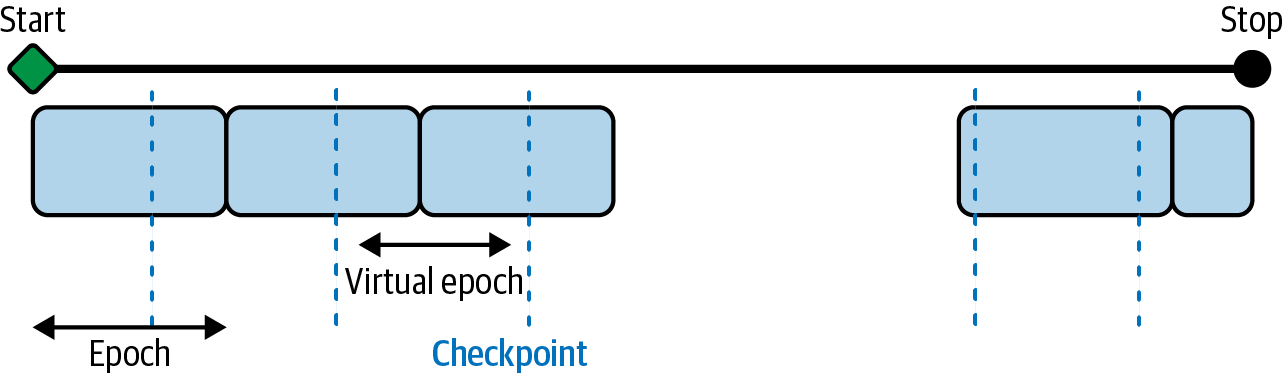 Start
Stop
Virtual epoch
Epoch
Checkpoint